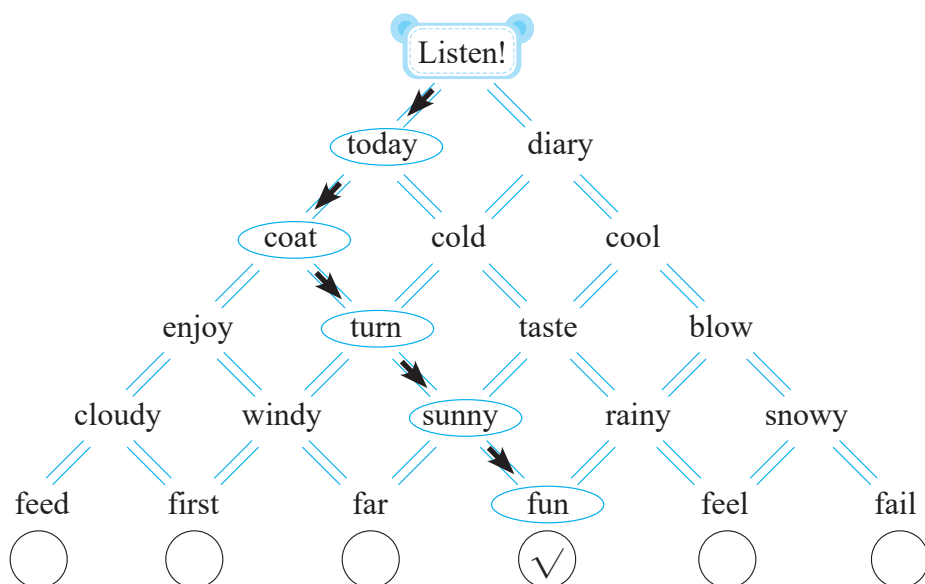 Listen!
today diary
coat cold cool
enjoy turn taste blow
cloudy windy sunny rainy snowy
feed first far fun feel fail
√